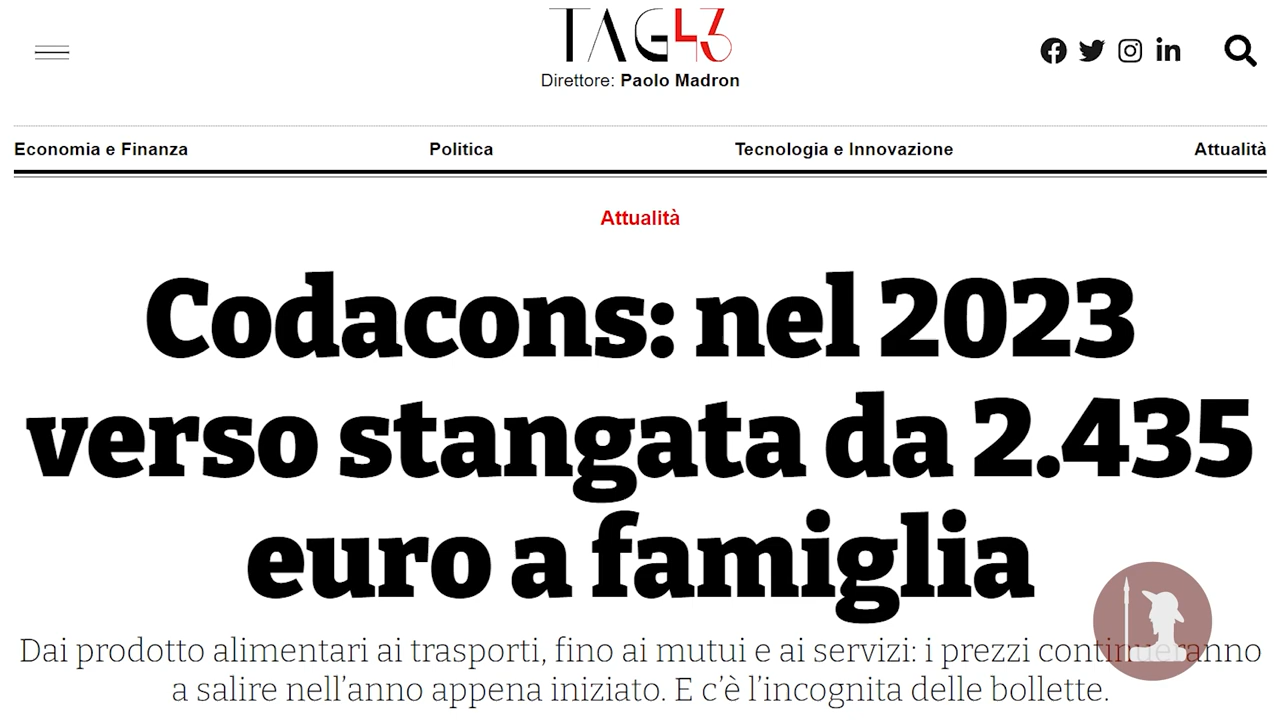 TAG43
Direttore: Paolo Madron
Economia e Finanza Politica Tecnologia e Innovazione Attualità
Attualità
Codacons: nel 2023
verso stangata da 2.435
euro a famiglia
Dai prodotto alimentari ai trasporti, fino ai mutui e ai servizi: i prezzi continueranno
a salire nell'anno appena iniziato. E c'è l'incognita delle bollette.